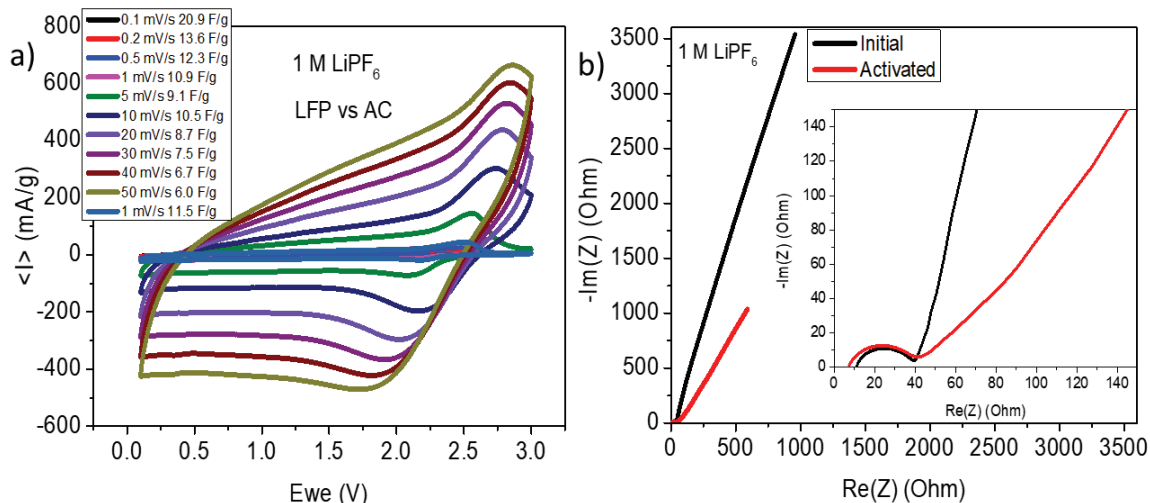 a)
800
600
400
200
0
-200
-400
-600
<I> (mA/g)
0.1 mV/s 20.9 F/g
0.2 mV/s 13.6 F/g
0.5 mV/s 12.3 F/g
1 mV/s 10.9 F/g
5 mV/s 9.1 F/g
10 mV/s 10.5 F/g
20 mV/s 8.7 F/g
30 mV/s 7.5 F/g
40 mV/s 6.7 F/g
50 mV/s 6.0 F/g
1 mV/s 11.5 F/g
1 M LiPF6
LFP vs AC
0.0 0.5 1.0 1.5 2.0 2.5 3.0
Ewe (V)
b)
3500
3000
2500
2000
1500
1000
500
0
-Im(Z) (Ohm)
1 M LiPF6
Initial
Activated
140
120
100
80
60
40
20
0
-Im(Z) (Ohm)
0 20 40 60 80 100 120 140
Re(Z) (Ohm)
0 500 1000 1500 2000 2500 3000 3500
Re(Z) (Ohm)